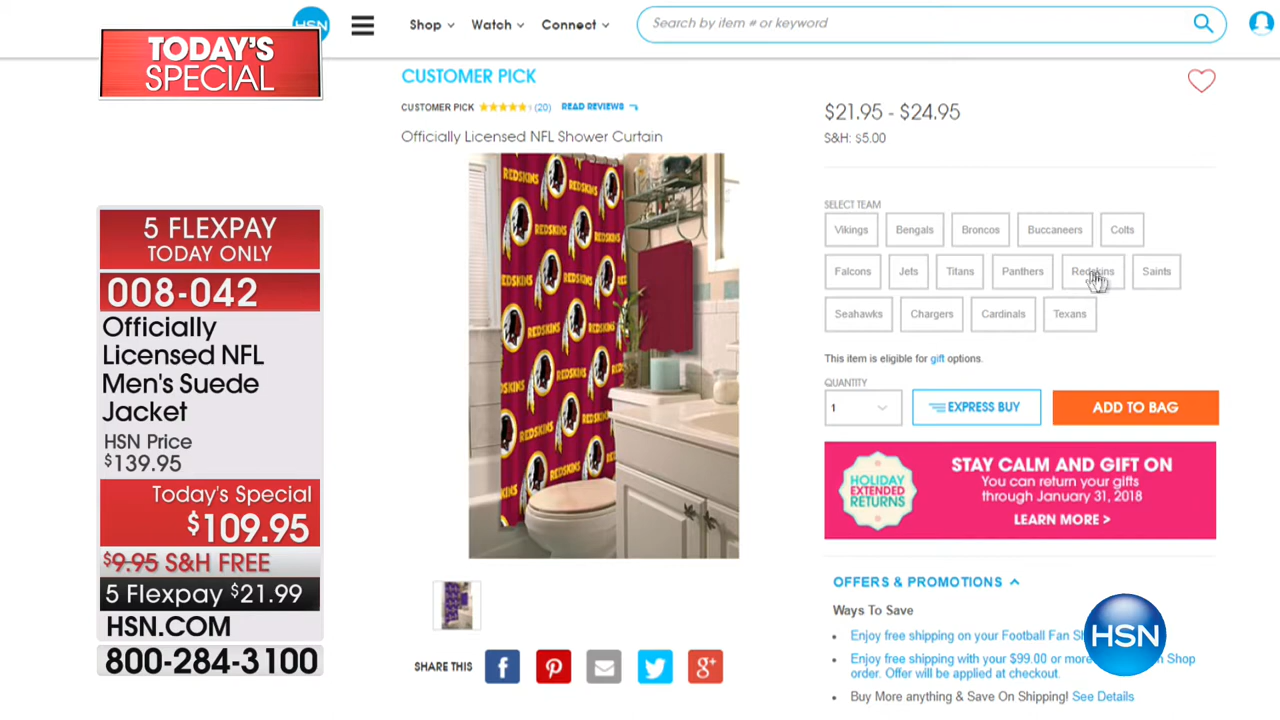 HSN
Shop
Watch
Connect
Search by item # or keyword
TODAY'S
SPECIAL
5 FLEXPAY
TODAY ONLY
008-042
Officially
Licensed NFL
Men's Suede
Jacket
HSN Price
$139.95
Today's Special
$109.95
$9.95 S&H FREE
5 Flexpay $21.99
HSN.COM
800-284-3100
CUSTOMER PICK
CUSTOMER PICK (20) READ REVIEWS
Officially Licensed NFL Shower Curtain
REDSKINS REDSKINS
REDSKINS
REDSKINS
REDSKINS
REDSKINS
SHARE THIS
$21.95 - $24.95
S&H: $5.00
SELECT TEAM
Vikings Bengals Broncos Buccaneers Colts
Falcons Jets Titans Panthers Redskins Saints
Seahawks Chargers Cardinals Texans
This item is eligible for gift options.
QUANTITY
1 EXPRESS BUY ADD TO BAG
HOLIDAY
EXTENDED
RETURNS
STAY CALM AND GIFT ON
You can return your gifts
through January 31, 2018
LEARN MORE >
OFFERS & PROMOTIONS
Ways To Save
Enjoy free shipping on your Football Fan
Enjoy free shipping with your $99.00 or more Shop
order. Offer will be applied at checkout.
Buy More anything & Save On Shipping! See Details
HSN